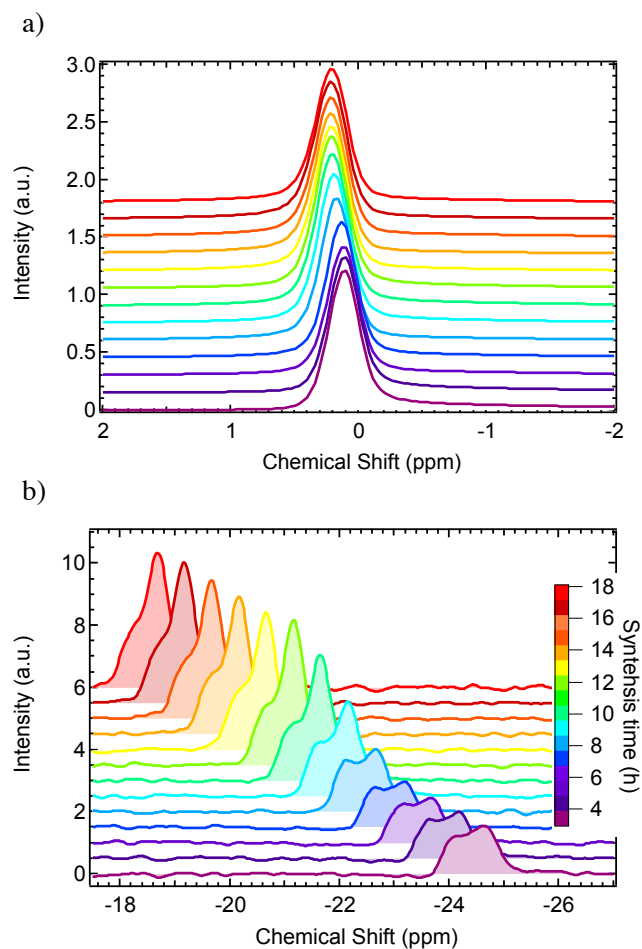 a)
3.0
2.5
2.0
1.5
1.0
0.5
0
Intensity (a.u.)
2 1 0 -1 -2
Chemical Shift (ppm)
b)
10
8
6
4
2
0
Intensity (a.u.)
18
16
14
12
10
8
6
4
Syntehsis time (h)
-18 -20 -22 -24 -26
Chemical Shift (ppm)